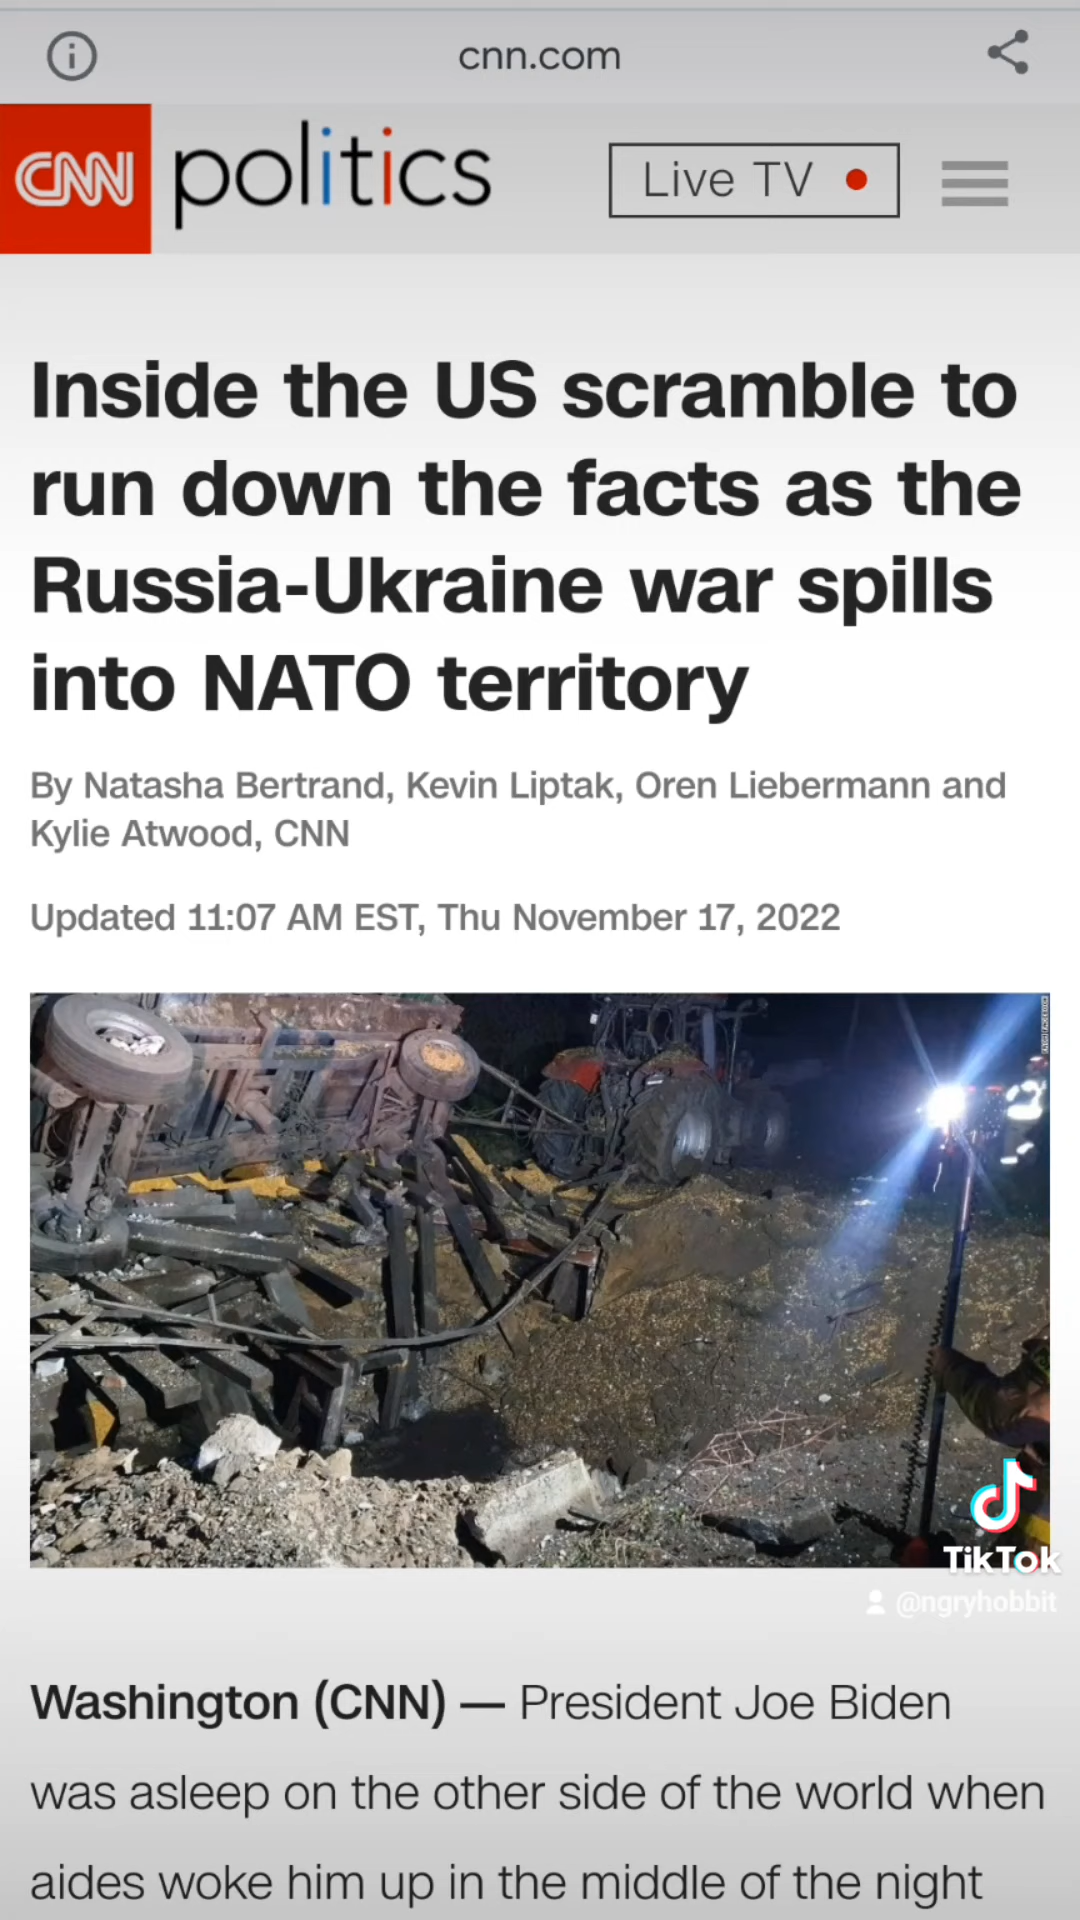 cnn.com
CNN politics
Live TV
Inside the US scramble to
run down the facts as the
Russia-Ukraine war spills
into NATO territory
By Natasha Bertrand, Kevin Liptak, Oren Liebermann and
Kylie Atwood, CNN
Updated 11:07 AM EST, Thu November 17, 2022
TikTok
@ngryhobbit
Washington (CNN) — President Joe Biden
was asleep on the other side of the world when
aides woke him up in the middle of the night